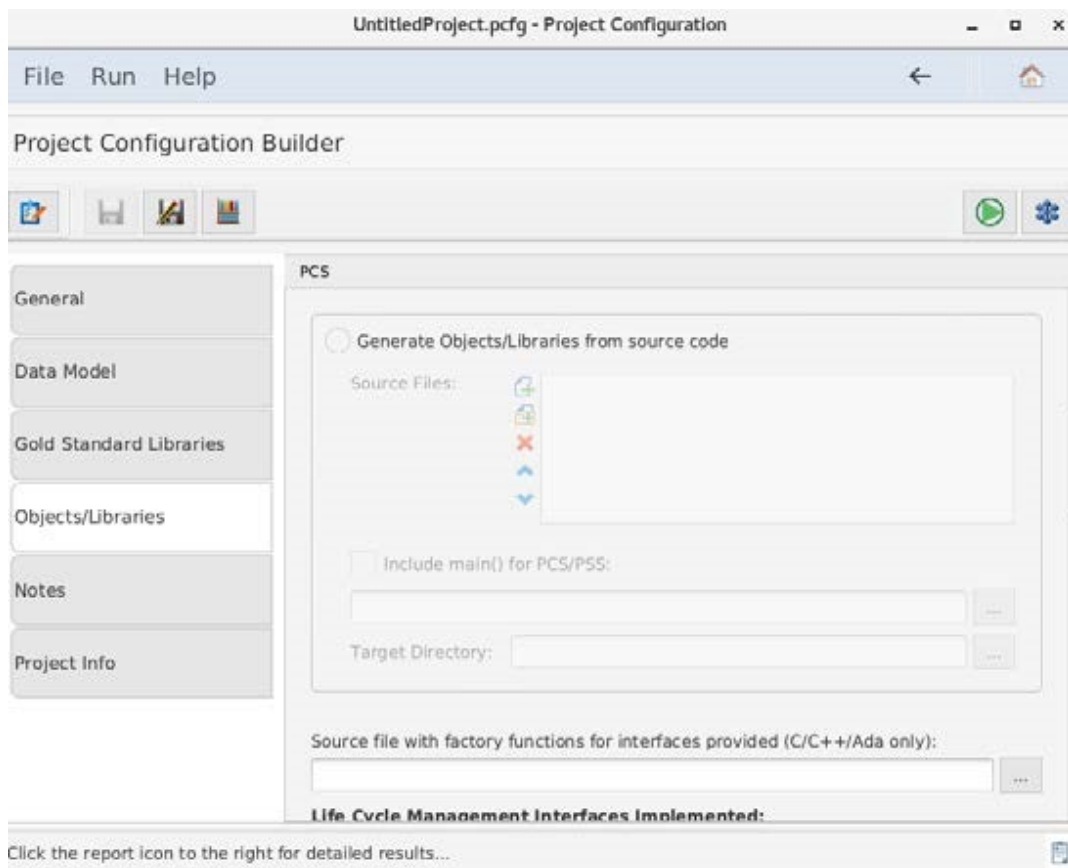 UntitledProject.pcfg - Project Configuration
File Run Help
Project Configuration Builder
General
Data Model
Gold Standard Libraries
Objects/Libraries
Notes
Project Info
PCS
Generate Objects/Libraries from source code
Source Files:
Include main() for PCS/PSS:
...
Target Directory:
...
Source file with factory functions for interfaces provided (C/C++/Ada only):
...
Life Cycle Management Interfaces Implemented:
Click the report icon to the right for detailed results...